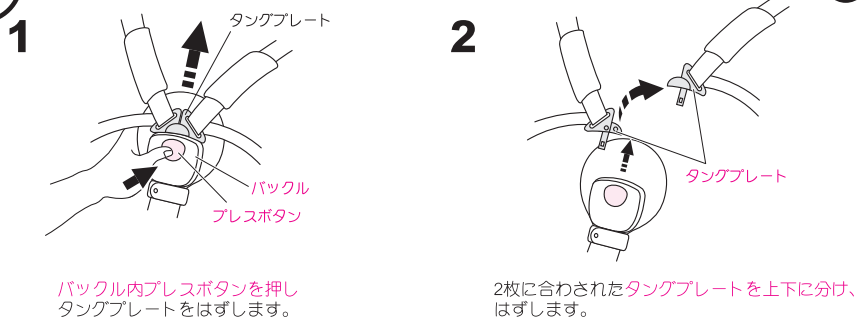 1
タングプレート
バックル
プレスボタン
バックル内プレスボタンを押し
タングプレートをはずします。
2
タングプレート
2枚に合わされたタングプレートを上下に分け、
はずします。